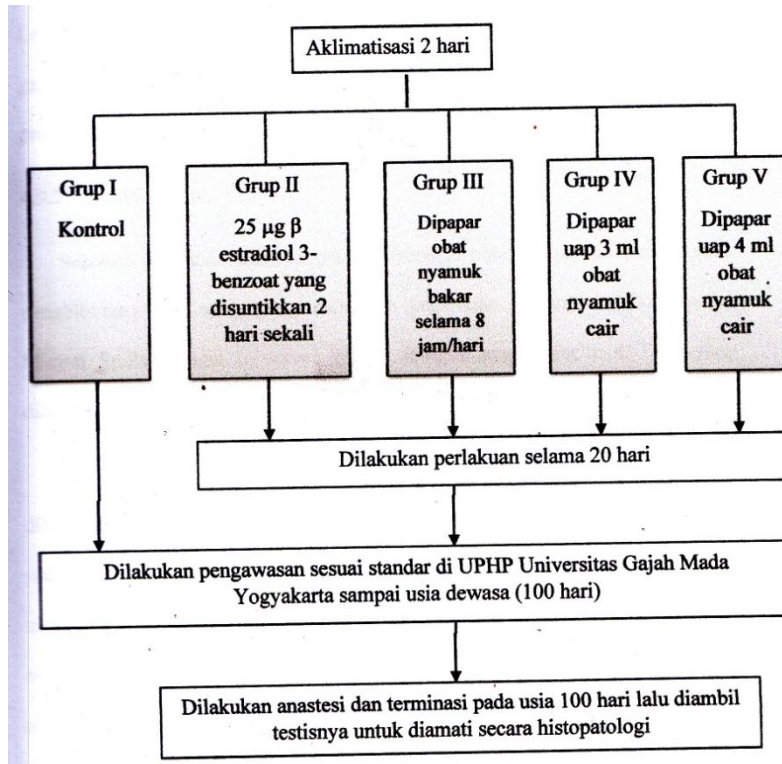 Aklimatisasi 2 hari
Grup I
Kontrol
Grup II
25 µg β
estradiol 3-
benzoat yang
disuntikkan 2
hari sekali
Grup III
Dipapar
obat
nyamuk
bakar
selama 8
jam/hari
Grup IV
Dipapar
uap 3 ml
obat
nyamuk
cair
Grup V
Dipapar
uap 4 ml
obat
nyamuk
cair
Dilakukan perlakuan selama 20 hari
Dilakukan pengawasan sesuai standar di UPHP Universitas Gajah Mada
Yogyakarta sampai usia dewasa (100 hari)
Dilakukan anastesi dan terminasi pada usia 100 hari lalu diambil
testisnya untuk diamati secara histopatologi